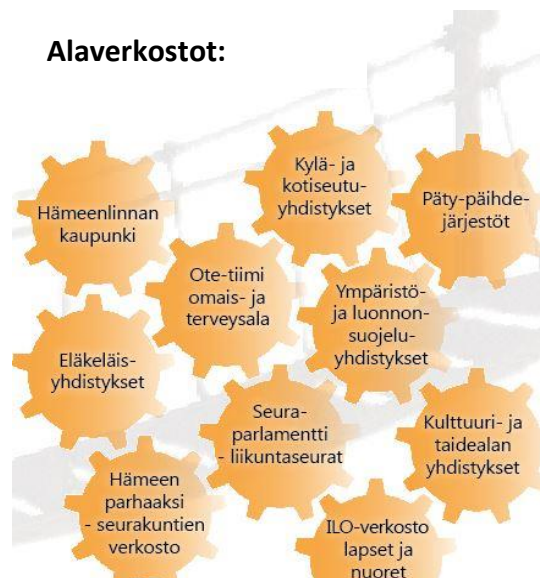 Alaverkostot:
Kylä- ja
kotiseutu-
yhdistykset
Päty-päihde-
järjestöt
Hämeenlinnan
kaupunki
Ote-tiimi
omais- ja
terveysala
Ympäristö-
ja luonnon-
suojelu-
yhdistykset
Eläkeläis-
yhdistykset
Seura-
parlamentti
- liikuntaseurat
Kulttuuri- ja
taidealan
yhdistykset
Hämeen
parhaaksi
- seurakuntien
verkosto
ILO-verkosto
lapset ja
nuoret